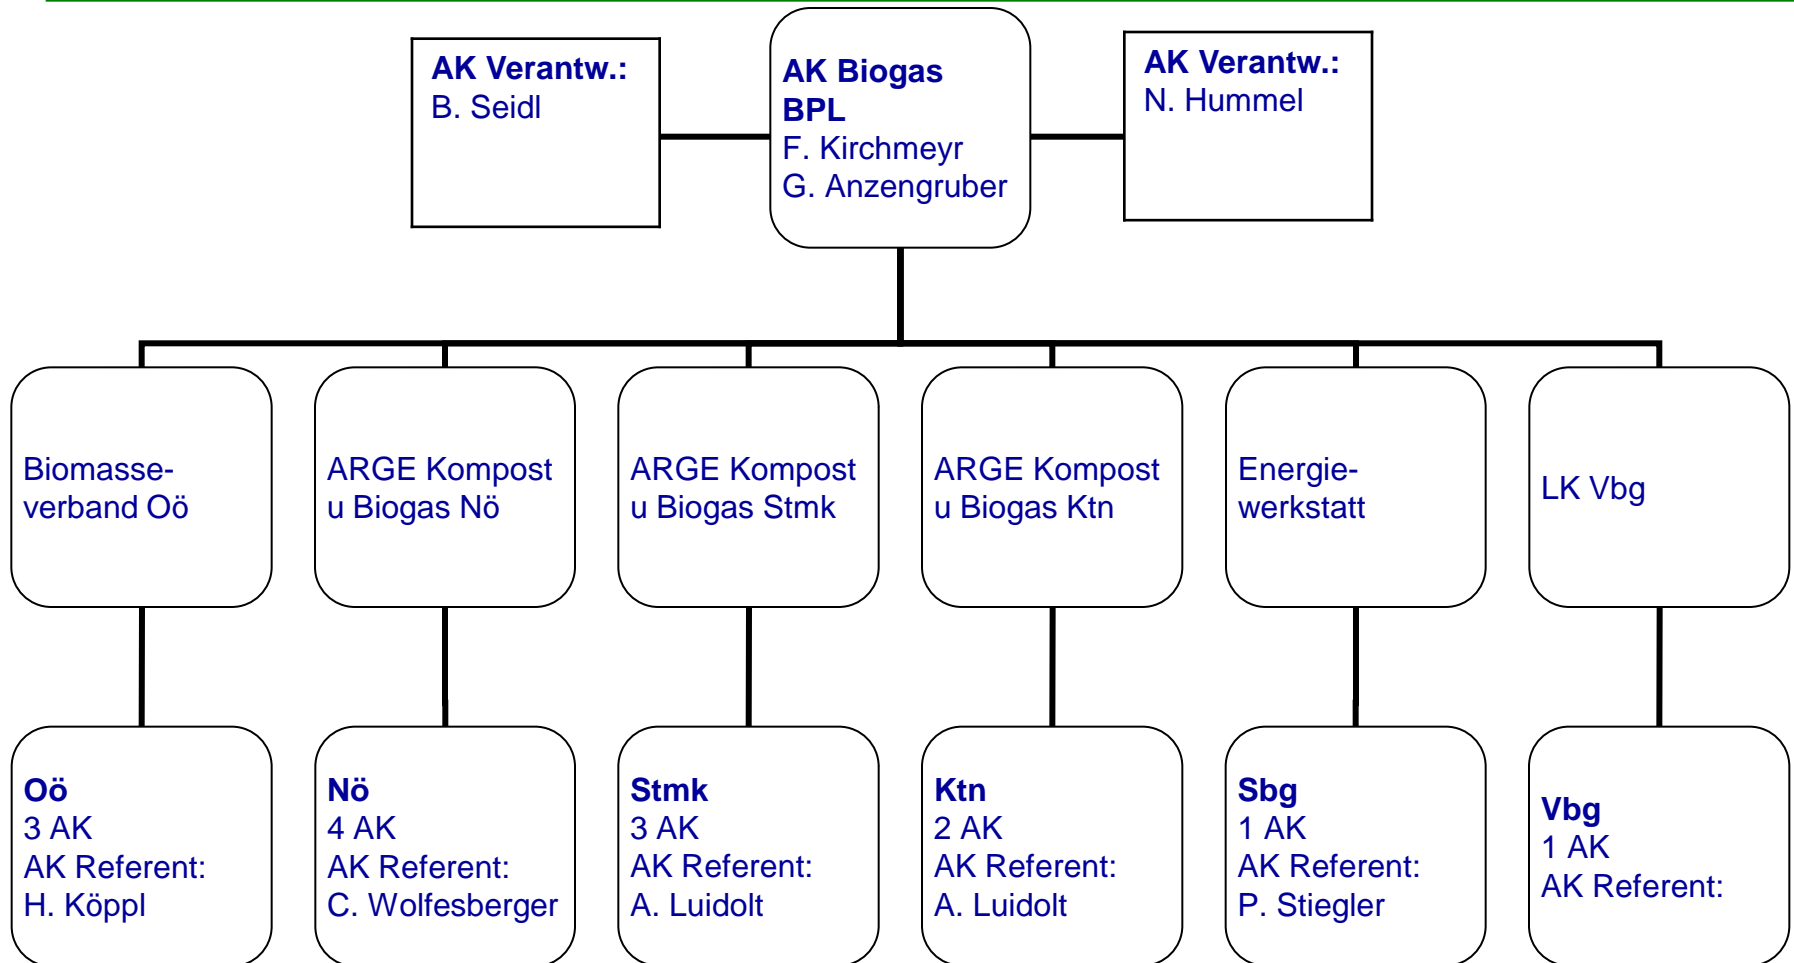 AK Verantw.:
B. Seidl
AK Biogas
BPL
F. Kirchmeyr
G. Anzengruber
AK Verantw.:
N. Hummel
Biomasse-
verband Oö
ARGE Kompost
u Biogas Nö
ARGE Kompost
u Biogas Stmk
ARGE Kompost
u Biogas Ktn
Energie-
werkstatt
LK Vbg
Oö
3 AK
AK Referent:
H. Köppl
Nö
4 AK
AK Referent:
C. Wolfesberger
Stmk
3 AK
AK Referent:
A. Luidolt
Ktn
2 AK
AK Referent:
A. Luidolt
Sbg
1 AK
AK Referent:
P. Stiegler
Vbg
1 AK
AK Referent: